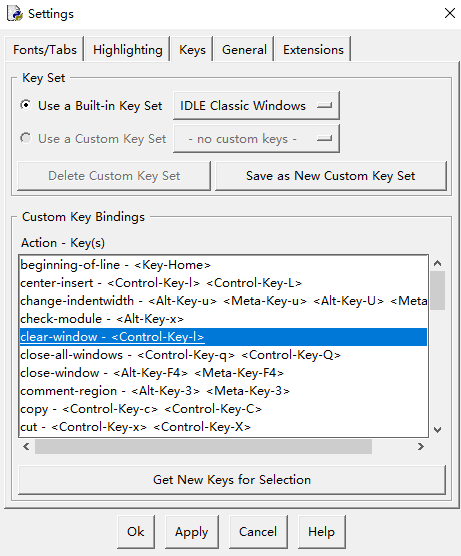 Settings
Fonts/Tabs Highlighting Keys General Extensions
Key Set
Use a Built-in Key Set IDLE Classic Windows
Use a Custom Key Set - no custom keys -
Delete Custom Key Set Save as New Custom Key Set
Custom Key Bindings
Action - Key(s)
beginning-of-line - <Key-Home>
center-insert - <Control-Key-l> <Control-Key-L>
change-indentwidth - <Alt-Key-u> <Meta-Key-u> <Alt-Key-U> <Meta
check-module - <Alt-Key-x>
clear-window - <Control-Key-l>
close-all-windows - <Control-Key-q> <Control-Key-Q>
close-window - <Alt-Key-F4> <Meta-Key-F4>
comment-region - <Alt-Key-3> <Meta-Key-3>
copy - <Control-Key-c> <Control-Key-C>
cut - <Control-Key-x> <Control-Key-X>
Get New Keys for Selection
Ok Apply Cancel Help